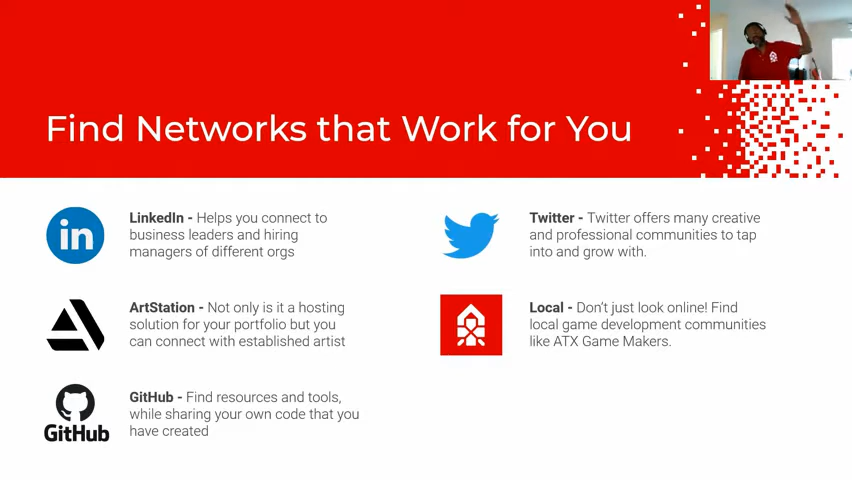 Find Networks that Work for You
in
LinkedIn - Helps you connect to
business leaders and hiring
managers of different orgs
ArtStation - Not only is it a hosting
solution for your portfolio but you
can connect with established artist
GitHub
GitHub - Find resources and tools,
while sharing your own code that you
have created
Twitter - Twitter offers many creative
and professional communities to tap
into and grow with.
Local - Don’t just look online! Find
local game development communities
like ATX Game Makers.